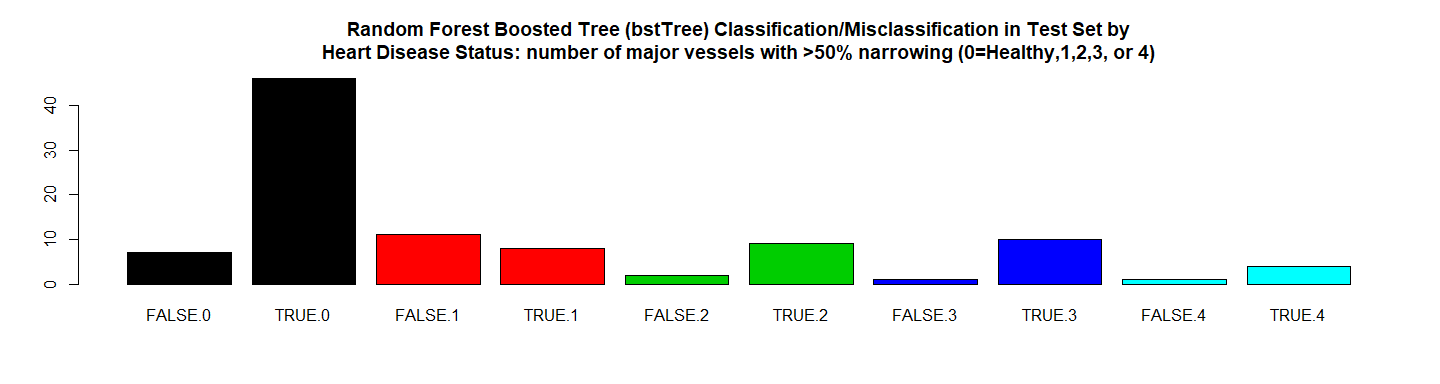 Random Forest Boosted Tree (bstTree) Classification/Misclassification in Test Set by
Heart Disease Status: number of major vessels with >50% narrowing (0=Healthy,1,2,3, or 4)
40
30
20
10
0
FALSE.0 TRUE.0 FALSE.1 TRUE.1 FALSE.2 TRUE.2 FALSE.3 TRUE.3 FALSE.4 TRUE.4